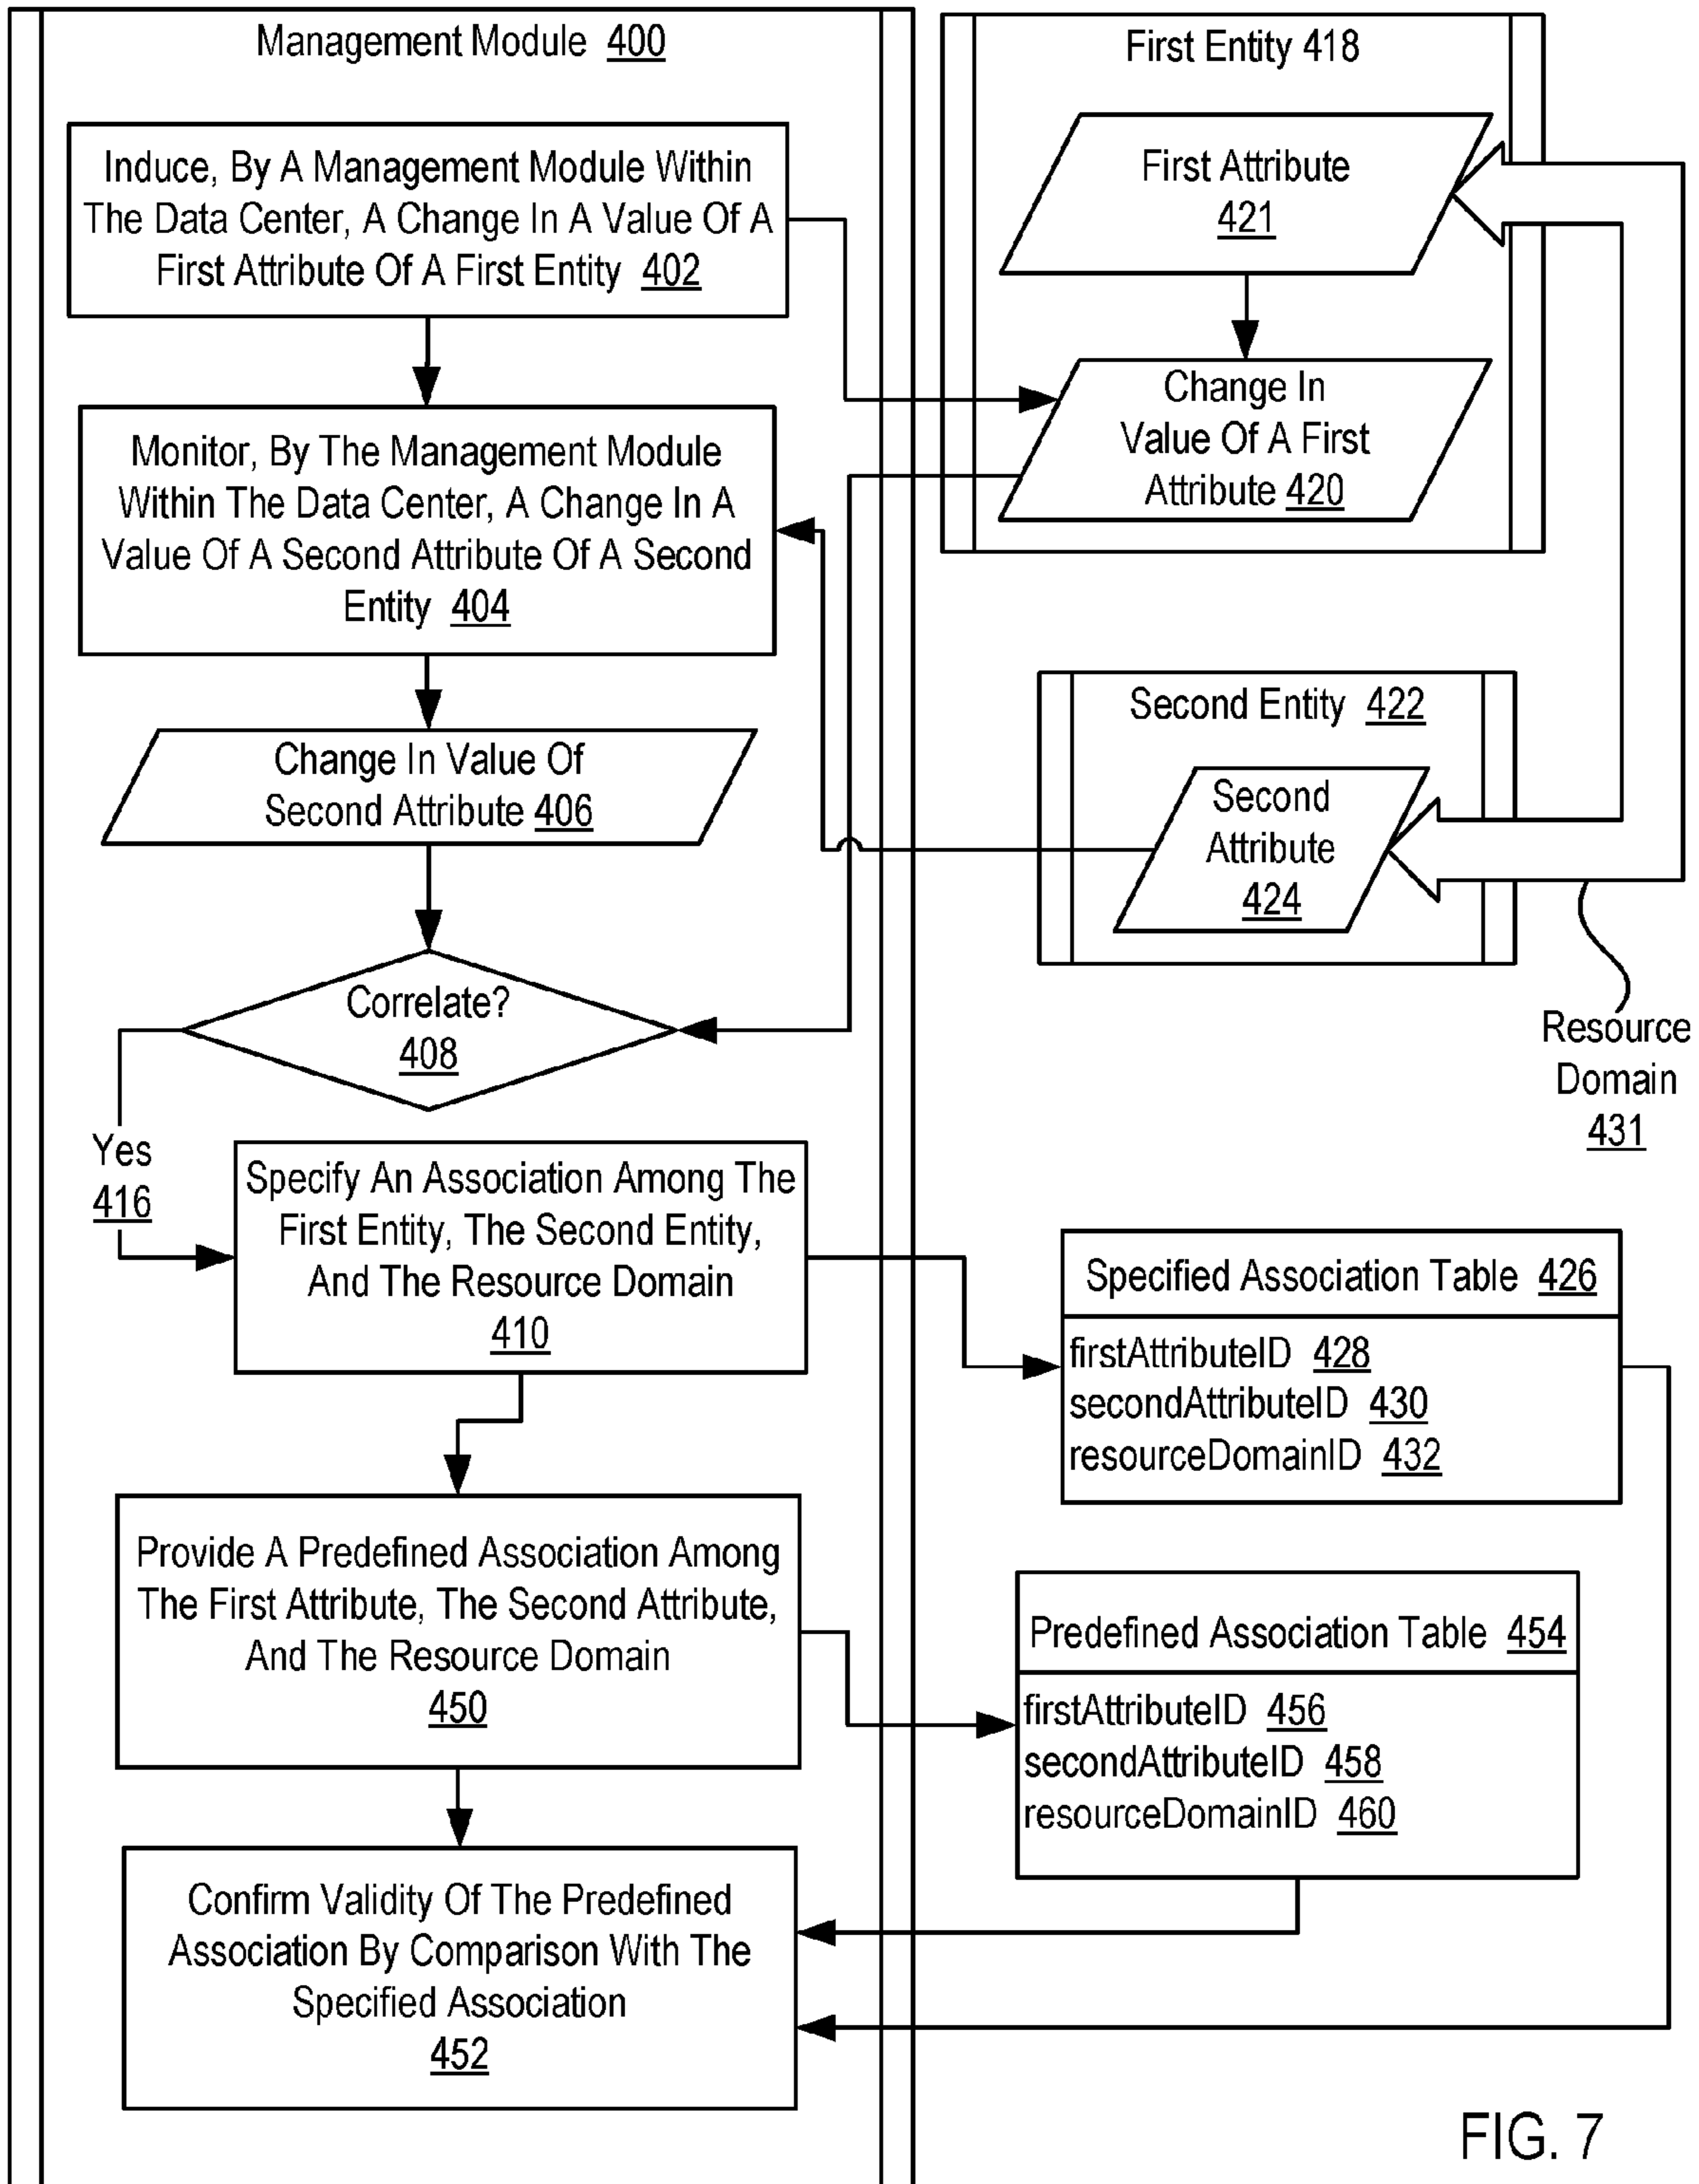 Management Module 400
Induce, By A Management Module Within
The Data Center, A Change In A Value Of A
First Attribute Of A First Entity 402
Monitor, By The Management Module
Within The Data Center, A Change In A
Value Of A Second Attribute Of A Second
Entity 404
Change In Value Of
Second Attribute 406
Correlate?
408
Yes
416
Specify An Association Among The
First Entity, The Second Entity,
And The Resource Domain
410
Provide A Predefined Association Among
The First Attribute, The Second Attribute,
And The Resource Domain
450
Confirm Validity Of The Predefined
Association By Comparison With The
Specified Association
452
First Entity 418
First Attribute
421
Change In
Value Of A First
Attribute 420
Second Entity 422
Second
Attribute
424
Resource
Domain
431
Specified Association Table 426
firstAttributeID 428
secondAttributeID 430
resourceDomainID 432
Predefined Association Table 454
firstAttributeID 456
secondAttributeID 458
resourceDomainID 460
FIG. 7